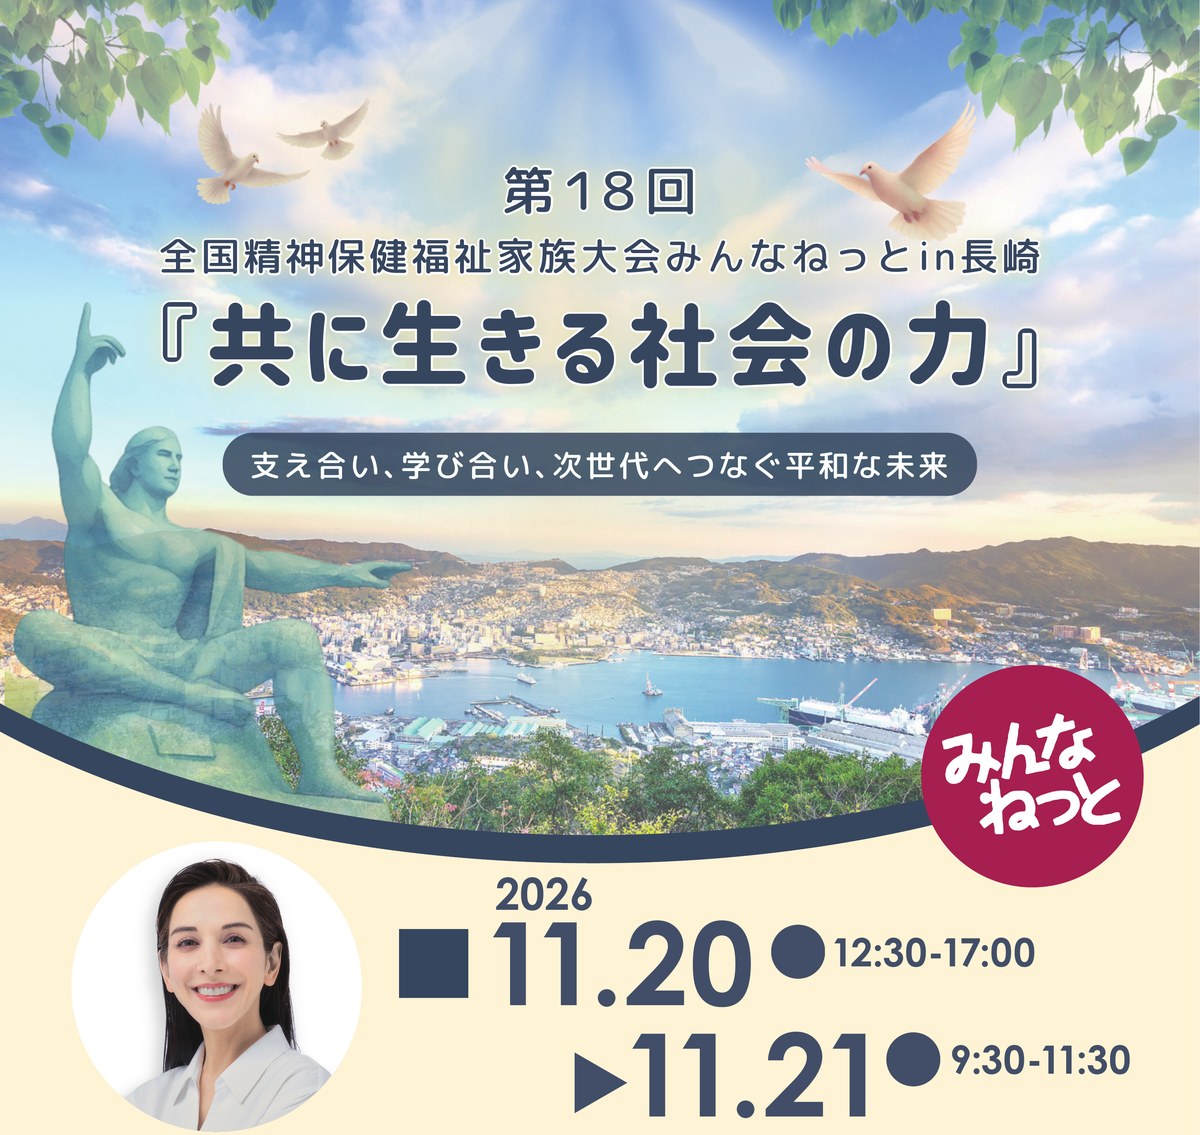 第18回
全国精神保健福祉家族大会みんなねっとin長崎
『共に生きる社会の力』
支え合い、学び合い、次世代へつなぐ平和な未来
みんな
ねっと
2026
11.20 12:30-17:00
11.21 9:30-11:30